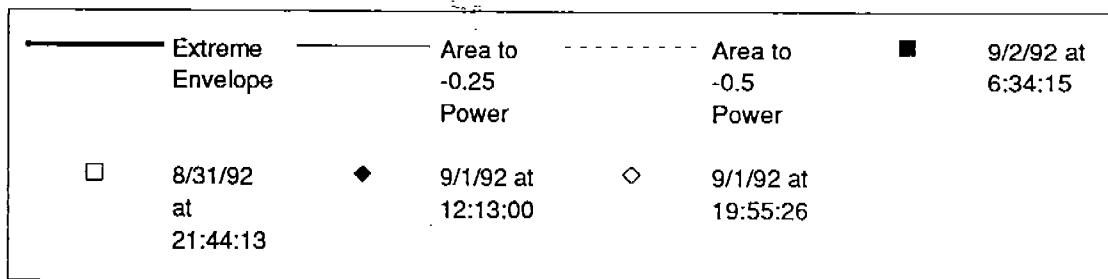 Extreme
Envelope
Area to
-0.25
Power
Area to
-0.5
Power
9/2/92 at
6:34:15
8/31/92
at
21:44:13
9/1/92 at
12:13:00
9/1/92 at
19:55:26